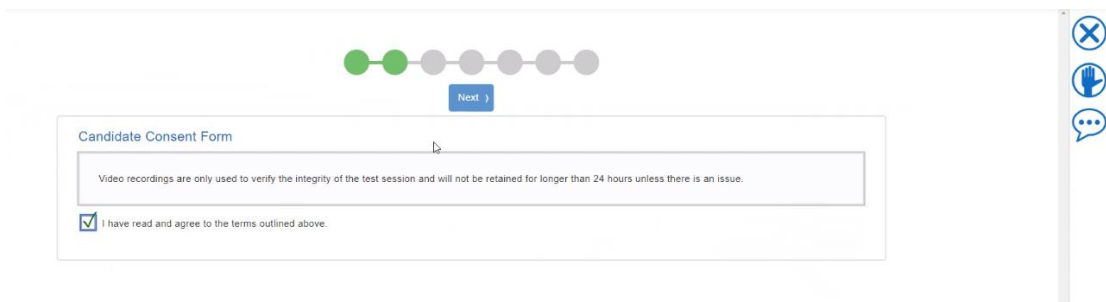 Next
Candidate Consent Form
Video recordings are only used to verify the integrity of the test session and will not be retained for longer than 24 hours unless there is an issue.
I have read and agree to the terms outlined above.